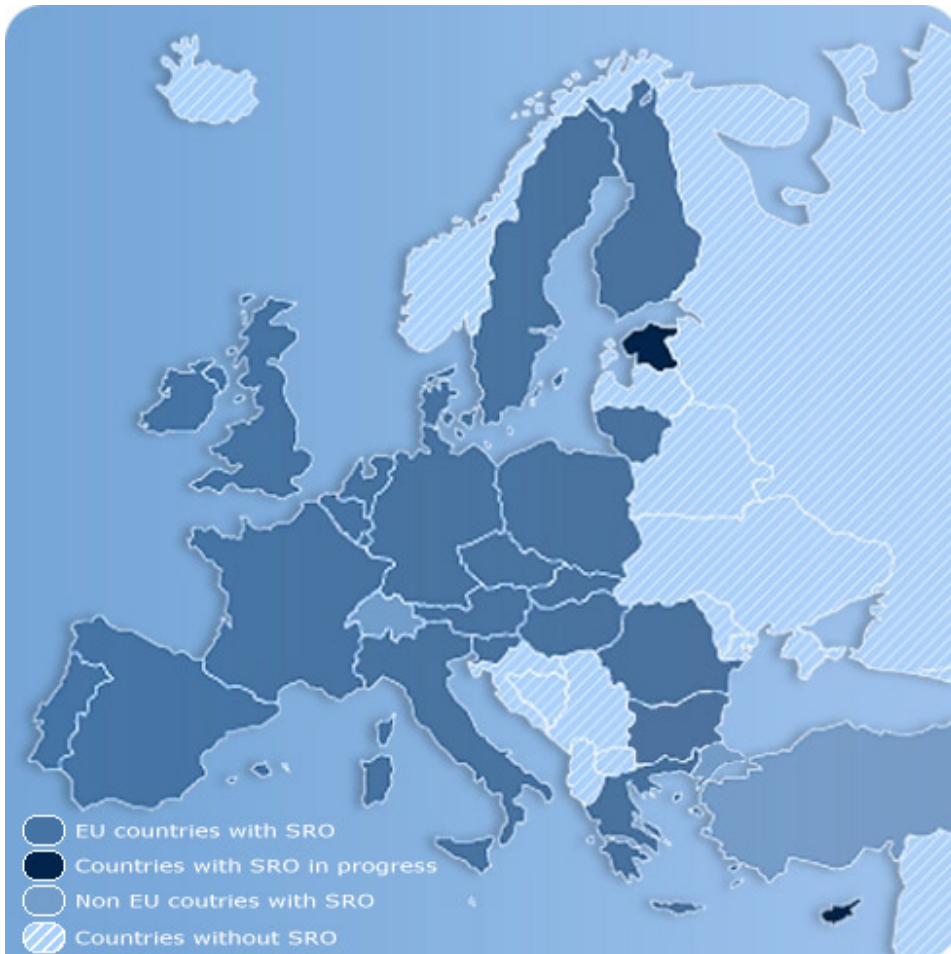 EU countries with SRO
Countries with SRO in progress
Non EU coutries with SRO
Countries without SRO